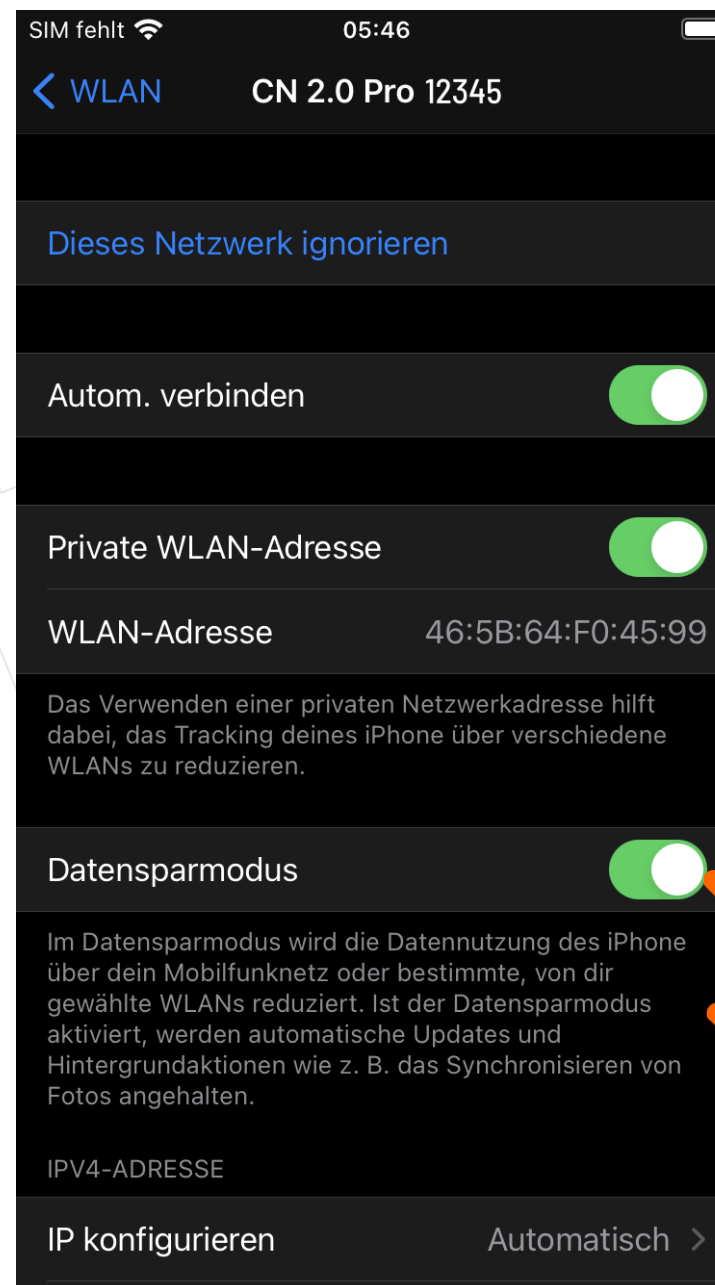 SIM fehlt 05:46
WLAN CN 2.0 Pro 12345
Dieses Netzwerk ignorieren
Autom. verbinden
Private WLAN-Adresse
WLAN-Adresse 46:5B:64:F0:45:99
Das Verwenden einer privaten Netzwerkadresse hilft
dabei, das Tracking deines iPhone über verschiedene
WLANs zu reduzieren.
Datensparmodus
Im Datensparmodus wird die Datennutzung des iPhone
über dein Mobilfunknetz oder bestimmte, von dir
gewählte WLANs reduziert. Ist der Datensparmodus
aktiviert, werden automatische Updates und
Hintergrundaktionen wie z. B. das Synchronisieren von
Fotos angehalten.
IPV4-ADRESSE
IP konfigurieren Automatisch